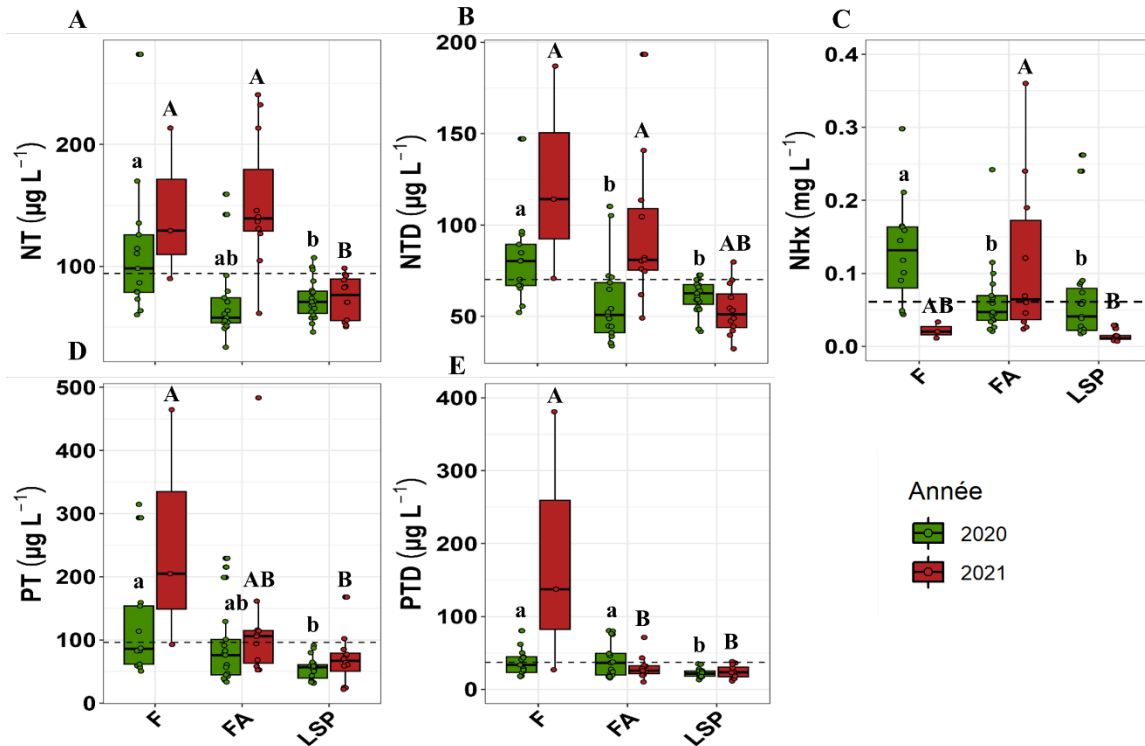 A
B
C
NT (µg L⁻¹)
200
100
a
A
ab
A
b
B
NTD (µg L⁻¹)
200
150
100
50
a
A
b
A
b
AB
NHx (mg L⁻¹)
0.4
0.3
0.2
0.1
0.0
a
AB
b
A
b
B
F
FA
LSP
D
E
PT (µg L⁻¹)
500
400
300
200
100
0
a
A
ab
AB
b
B
F
FA
LSP
PTD (µg L⁻¹)
400
300
200
100
0
a
A
a
B
b
B
F
FA
LSP
Année
2020
2021